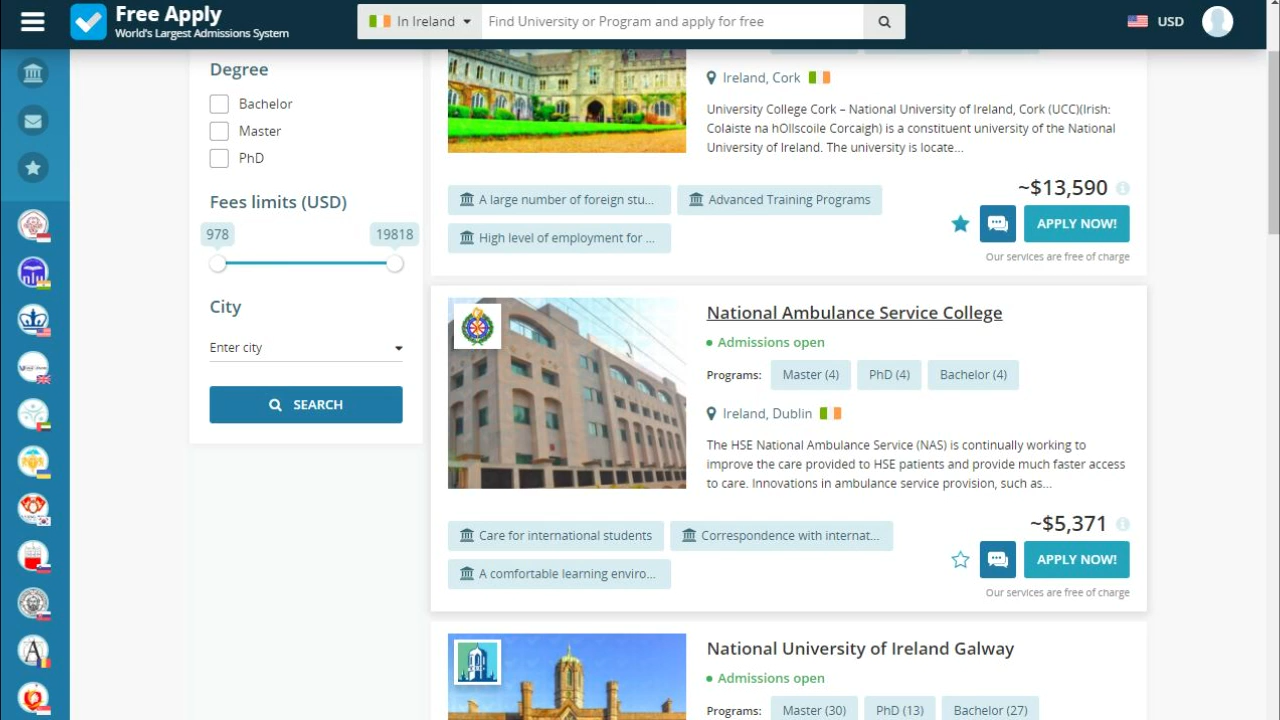 Free Apply
World's Largest Admissions System
In Ireland
Find University or Program and apply for free
USD
Degree
Bachelor
Master
PhD
Fees limits (USD)
978
19818
City
Enter city
SEARCH
Ireland, Cork
University College Cork – National University of Ireland, Cork (UCC)(Irish:
Colaiste na hOllscoile Corcaigh) is a constituent university of the National
University of Ireland. The university is locate...
A large number of foreign stu...
Advanced Training Programs
High level of employment for ...
~$13,590
APPLY NOW!
Our services are free of charge
National Ambulance Service College
Admissions open
Programs:
Master (4)
PhD (4)
Bachelor (4)
Ireland, Dublin
The HSE National Ambulance Service (NAS) is continually working to
improve the care provided to HSE patients and provide much faster access
to care. Innovations in ambulance service provision, such as...
Care for international students
Correspondence with internat...
A comfortable learning enviro...
~$5,371
APPLY NOW!
Our services are free of charge
National University of Ireland Galway
Admissions open
Programs:
Master (30)
PhD (13)
Bachelor (27)
nlu